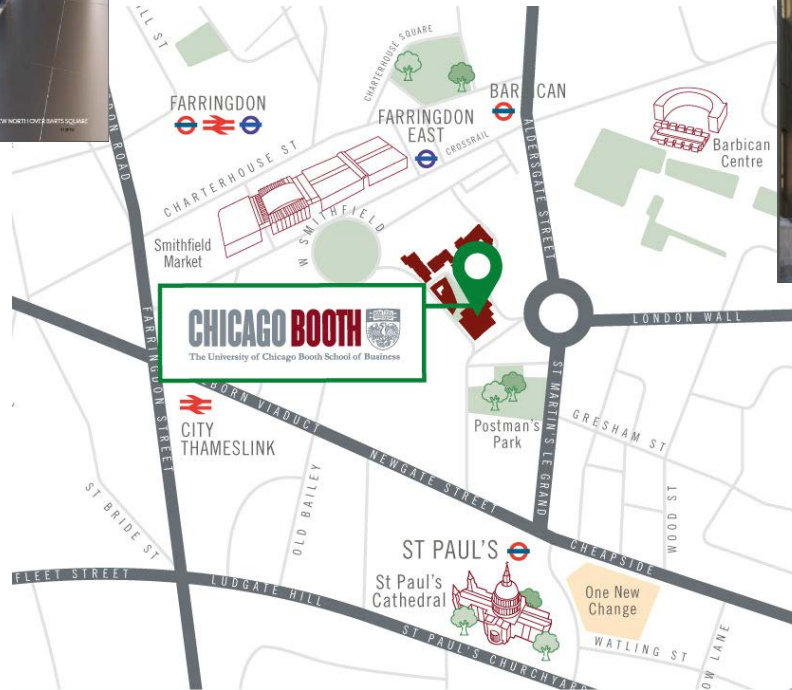 CHARTERHOUSE SQUARE
FARRINGDON
BARBICAN
FARRINGDON
EAST
CROSSRAIL
Barbican
Centre
ALDERSGATE STREET
CHARTERHOUSE ST
W SMITHFIELD
Smithfield
Market
CHICAGO BOOTH
The University of Chicago Booth School of Business
LONDON WALL
FARRINGDON STREET
VIADUCT
CITY
THAMESLINK
Postman's
Park
ST MARTIN'S LE GRAND
GRESHAM ST
NEWGATE STREET
OLD BAILEY
WOOD ST
ST BRIDE ST
CHEAPSIDE
ST PAUL'S
St Paul's
Cathedral
FLEET STREET
LUDGATE HILL
One New
Change
ST PAUL'S CHURCHYARD
WATLING ST
ROAD
BARTS SQUARE